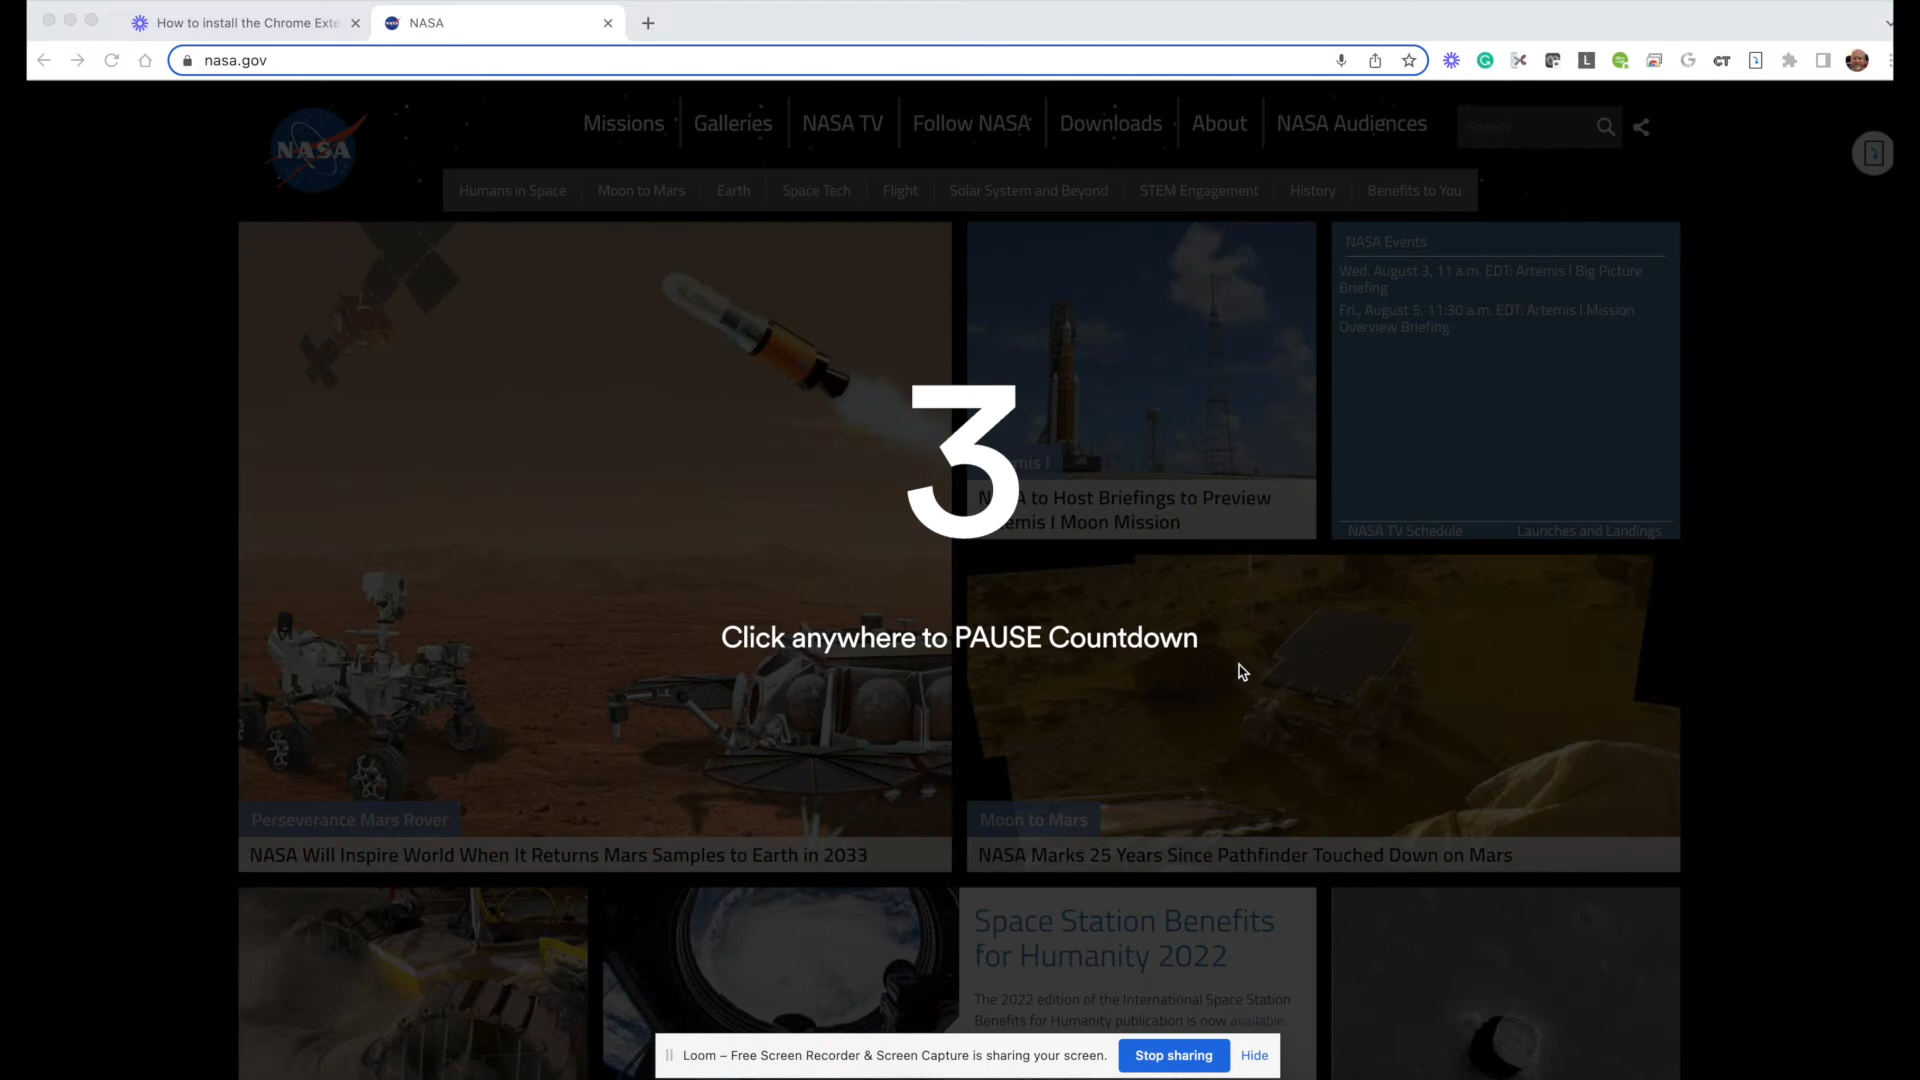 How to install the Chrome Exte
NASA
nasa.gov
NASA
Missions
Galleries
NASA TV
Follow NASA
Downloads
About
NASA Audiences
Search
Humans in Space
Moon to Mars
Earth
Space Tech
Flight
Solar System and Beyond
STEM Engagement
History
Benefits to You
NASA Events
Wed. August 3, 11 a.m. EDT: Artemis I Big Picture
Briefing
Fri., August 5, 11:30 a.m. EDT: Artemis I Mission
Overview Briefing
NASA TV Schedule
Launches and Landings
3
mis I
to Host Briefings to Preview
emis I Moon Mission
Click anywhere to PAUSE Countdown
Perseverance Mars Rover
NASA Will Inspire World When It Returns Mars Samples to Earth in 2033
Moon to Mars
NASA Marks 25 Years Since Pathfinder Touched Down on Mars
Space Station Benefits
for Humanity 2022
The 2022 edition of the International Space Station
Benefits for Humanity publication is now available.
Loom – Free Screen Recorder & Screen Capture is sharing your screen.
Stop sharing
Hide